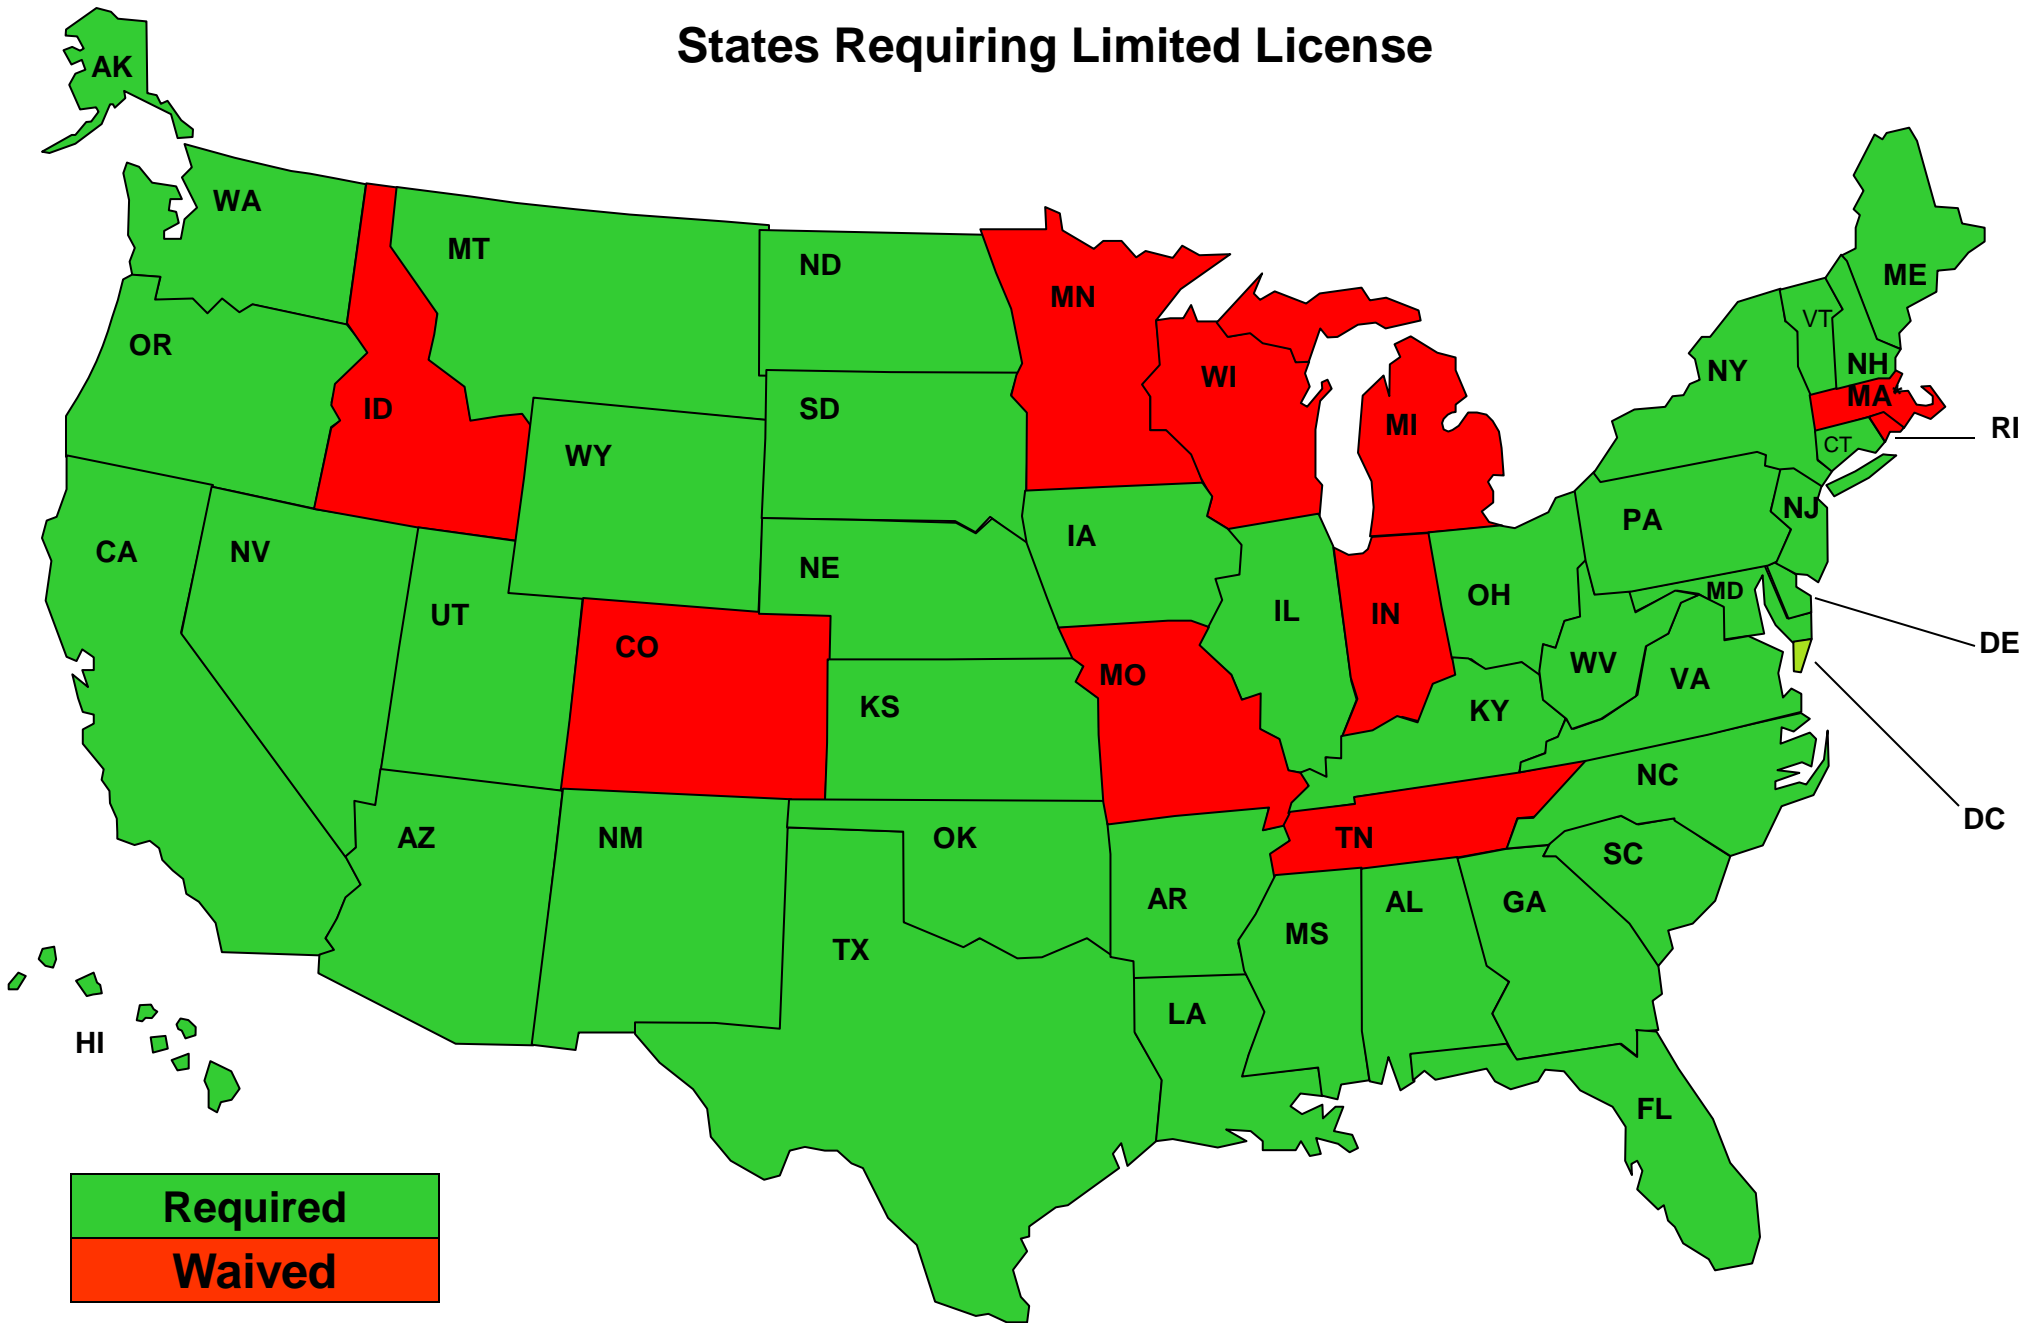 States Requiring Limited License
AK
WA
MT
ND
MN
ME
VT
OR
NH
NY
WI
ID
SD
MA*
MI
RI
CT
WY
NJ
PA
IA
CA
NV
NE
MD
OH
IL
IN
UT
DE
CO
WV
MO
VA
KS
KY
NC
DC
AZ
NM
OK
TN
SC
AR
AL
GA
MS
TX
LA
HI
FL
Required
Waived